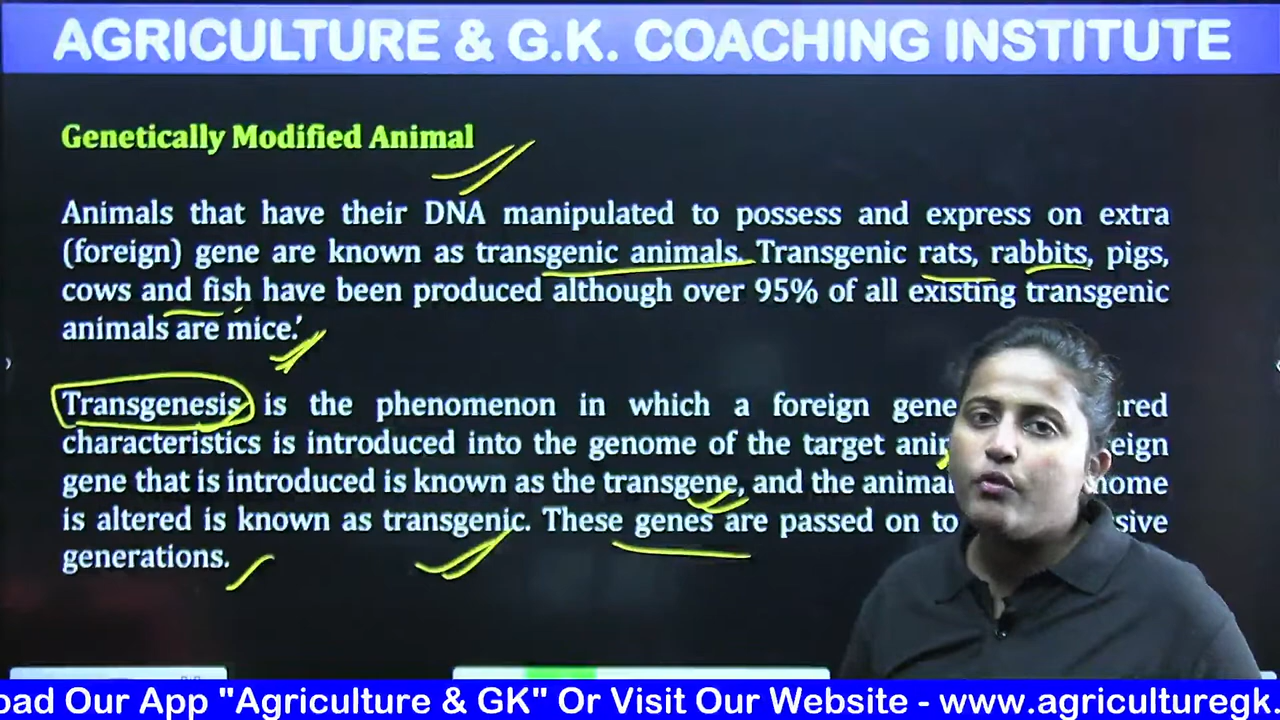 AGRICULTURE & G.K. COACHING INSTITUTE
Genetically Modified Animal
Animals that have their DNA manipulated to possess and express on extra
(foreign) gene are known as transgenic animals. Transgenic rats, rabbits, pigs,
cows and fish have been produced although over 95% of all existing transgenic
animals are mice.'
Transgenesis is the phenomenon in which a foreign gene
characteristics is introduced into the genome of the target
gene that is introduced is known as the transgene, and the
is altered is known as transgenic. These genes are passed on to
generations.
Our App "Agriculture & GK" Or Visit Our Website - www.agriculturegk.